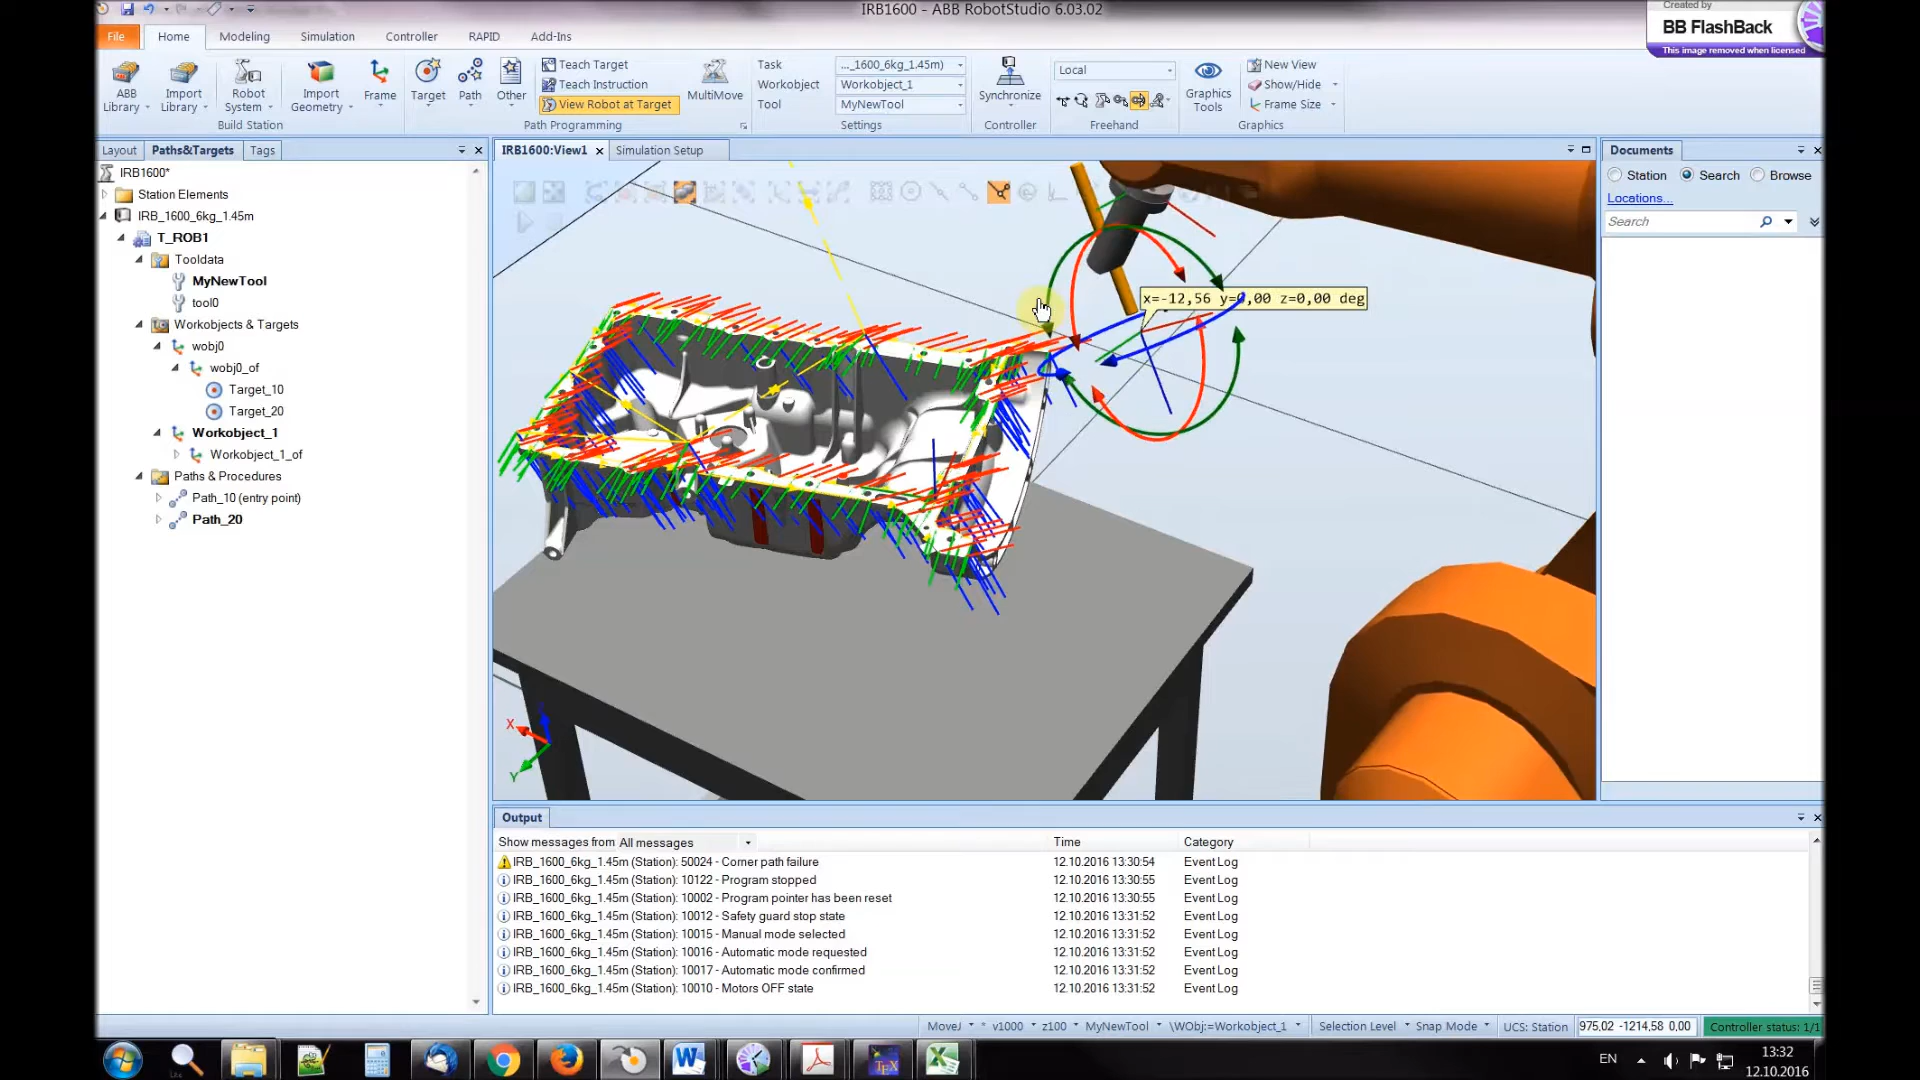 IRB1600 - ABB RobotStudio 6.03.02
Created by
BB FlashBack
This image removed when licensed
File
Home
Modeling
Simulation
Controller
RAPID
Add-Ins
ABB
Library
Import
Library
Robot
System
Import
Geometry
Frame
Target
Path
Other
Teach Target
Teach Instruction
View Robot at Target
MultiMove
Task
..._1600_6kg_1.45m)
Workobject
Workobject_1
Tool
MyNewTool
Synchronize
Local
Graphics
Tools
New View
Show/Hide
Frame Size
Build Station
Path Programming
Settings
Controller
Freehand
Graphics
Layout
Paths&Targets
Tags
IRB1600*
Station Elements
IRB_1600_6kg_1.45m
T_ROB1
Tooldata
MyNewTool
tool0
Workobjects & Targets
wobj0
wobj0_of
Target_10
Target_20
Workobject_1
Workobject_1_of
Paths & Procedures
Path_10 (entry point)
Path_20
IRB1600:View1
Simulation Setup
x=-12,56 y=0,00 z=0,00 deg
X
Y
Documents
Station
Search
Browse
Locations...
Search
Output
Show messages from All messages
Time
Category
IRB_1600_6kg_1.45m (Station): 50024 - Corner path failure 12.10.2016 13:30:54 Event Log
IRB_1600_6kg_1.45m (Station): 10122 - Program stopped 12.10.2016 13:30:55 Event Log
IRB_1600_6kg_1.45m (Station): 10002 - Program pointer has been reset 12.10.2016 13:30:55 Event Log
IRB_1600_6kg_1.45m (Station): 10012 - Safety guard stop state 12.10.2016 13:31:52 Event Log
IRB_1600_6kg_1.45m (Station): 10015 - Manual mode selected 12.10.2016 13:31:52 Event Log
IRB_1600_6kg_1.45m (Station): 10016 - Automatic mode requested 12.10.2016 13:31:52 Event Log
IRB_1600_6kg_1.45m (Station): 10017 - Automatic mode confirmed 12.10.2016 13:31:52 Event Log
IRB_1600_6kg_1.45m (Station): 10010 - Motors OFF state 12.10.2016 13:31:52 Event Log
MoveJ * v1000 z100 MyNewTool \WObj:=Workobject_1 Selection Level Snap Mode UCS: Station 975,02 -1214,58 0,00 Controller status: 1/1
EN
13:32
12.10.2016